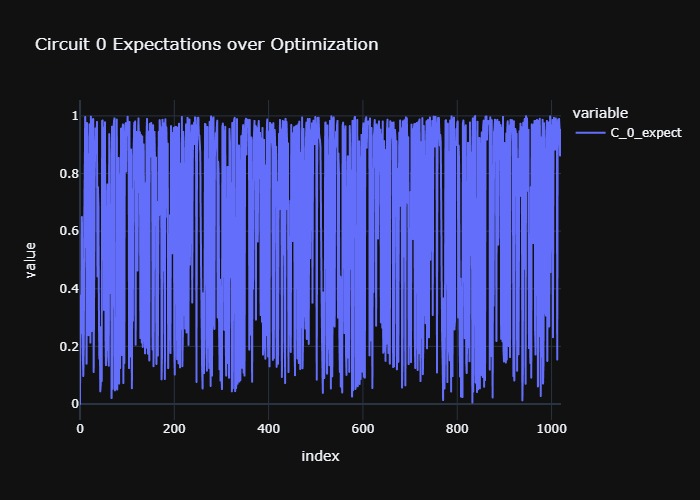 Circuit 0 Expectations over Optimization
variable
C_0_expect
1
0.8
0.6
0.4
0.2
0
value
0 200 400 600 800 1000
index